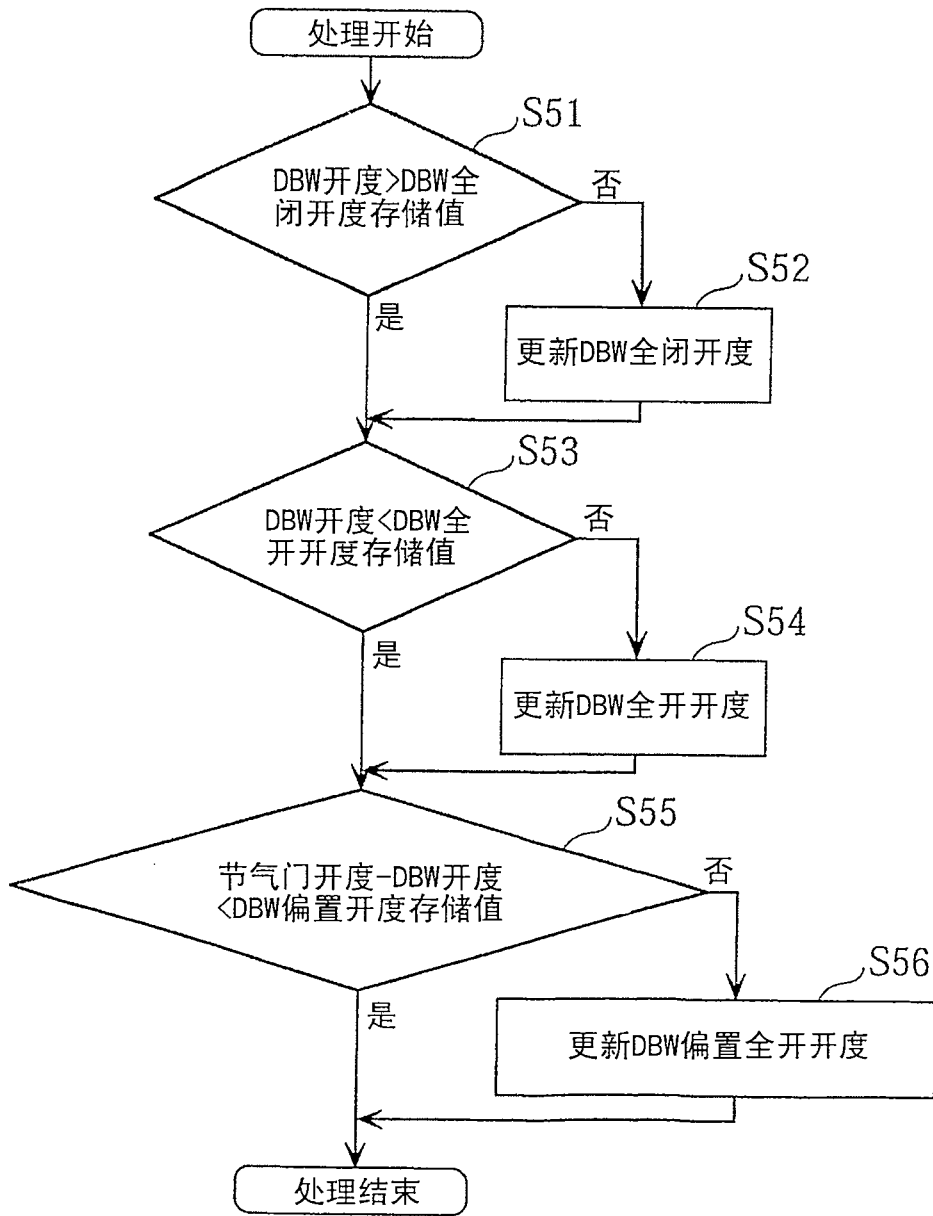 处理开始
S51
DBW开度>DBW全
闭开度存储值
否
是
S52
更新DBW全闭开度
S53
DBW开度<DBW全
开开度存储值
否
是
S54
更新DBW全开开度
S55
节气门开度-DBW开度
<DBW偏置开度存储值
否
是
S56
更新DBW偏置全开开度
处理结束